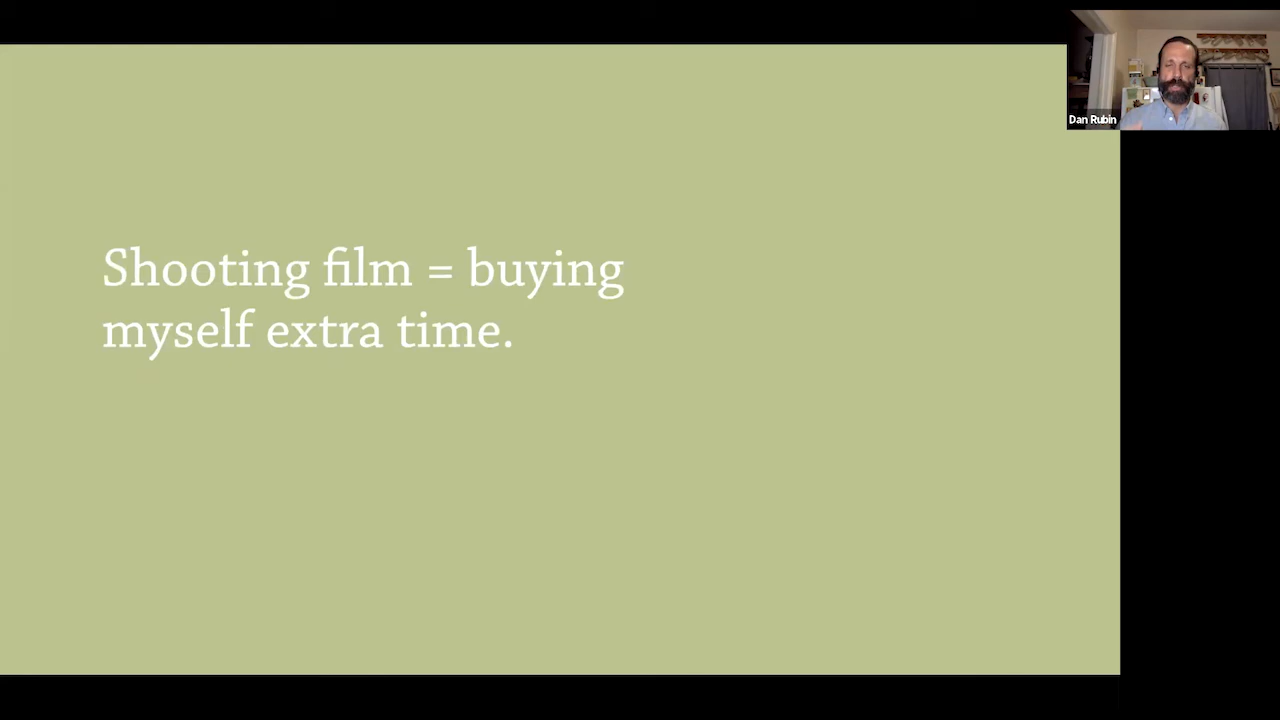 Shooting film = buying
myself extra time.
Dan Rubin